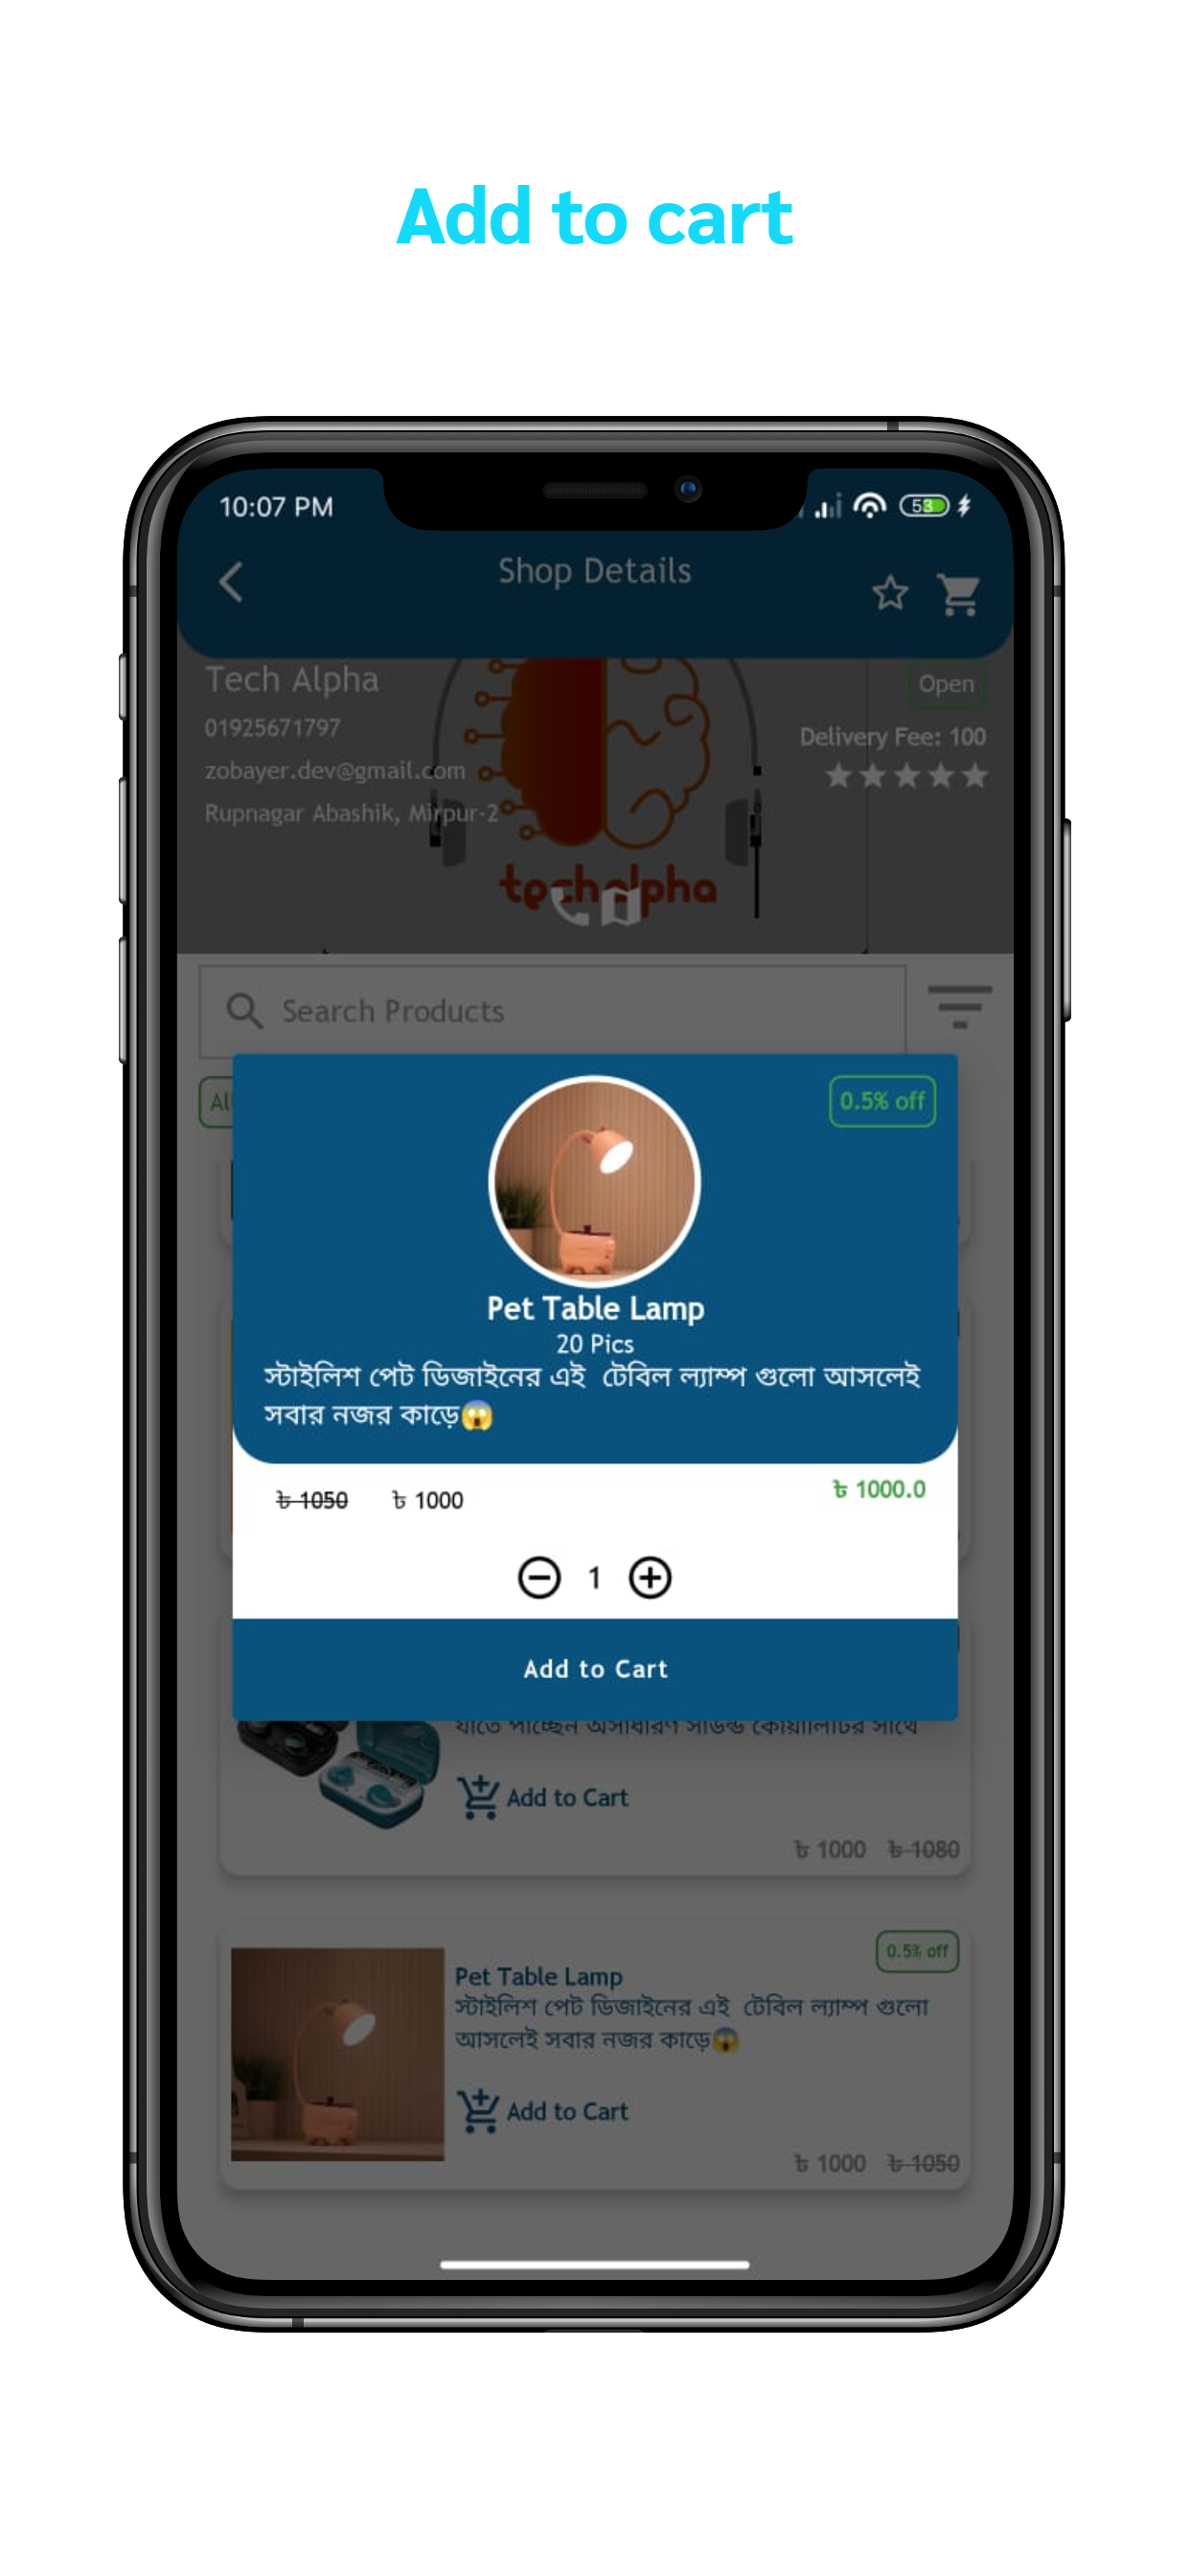 Add to cart
10:07 PM
53
Shop Details
Tech Alpha
Open
01925671797
Delivery Fee: 100
zobayer.dev@gmail.com
Rupnagar Abashik, Mirpur-2
techalpha
Search Products
0.5% off
Pet Table Lamp
20 Pics
স্টাইলিশ পেট ডিজাইনের এই টেবিল ল্যাম্প গুলো আসলেই
সবার নজর কাড়ে😱
৳ 1050 ৳ 1000 ৳ 1000.0
1
Add to Cart
যাতে পাচ্ছেন অসাধারণ সাউন্ড কোয়ালিটির সাথে
Add to Cart
৳ 1000 ৳ 1080
0.5% off
Pet Table Lamp
স্টাইলিশ পেট ডিজাইনের এই টেবিল ল্যাম্প গুলো
আসলেই সবার নজর কাড়ে😱
Add to Cart
৳ 1000 ৳ 1050